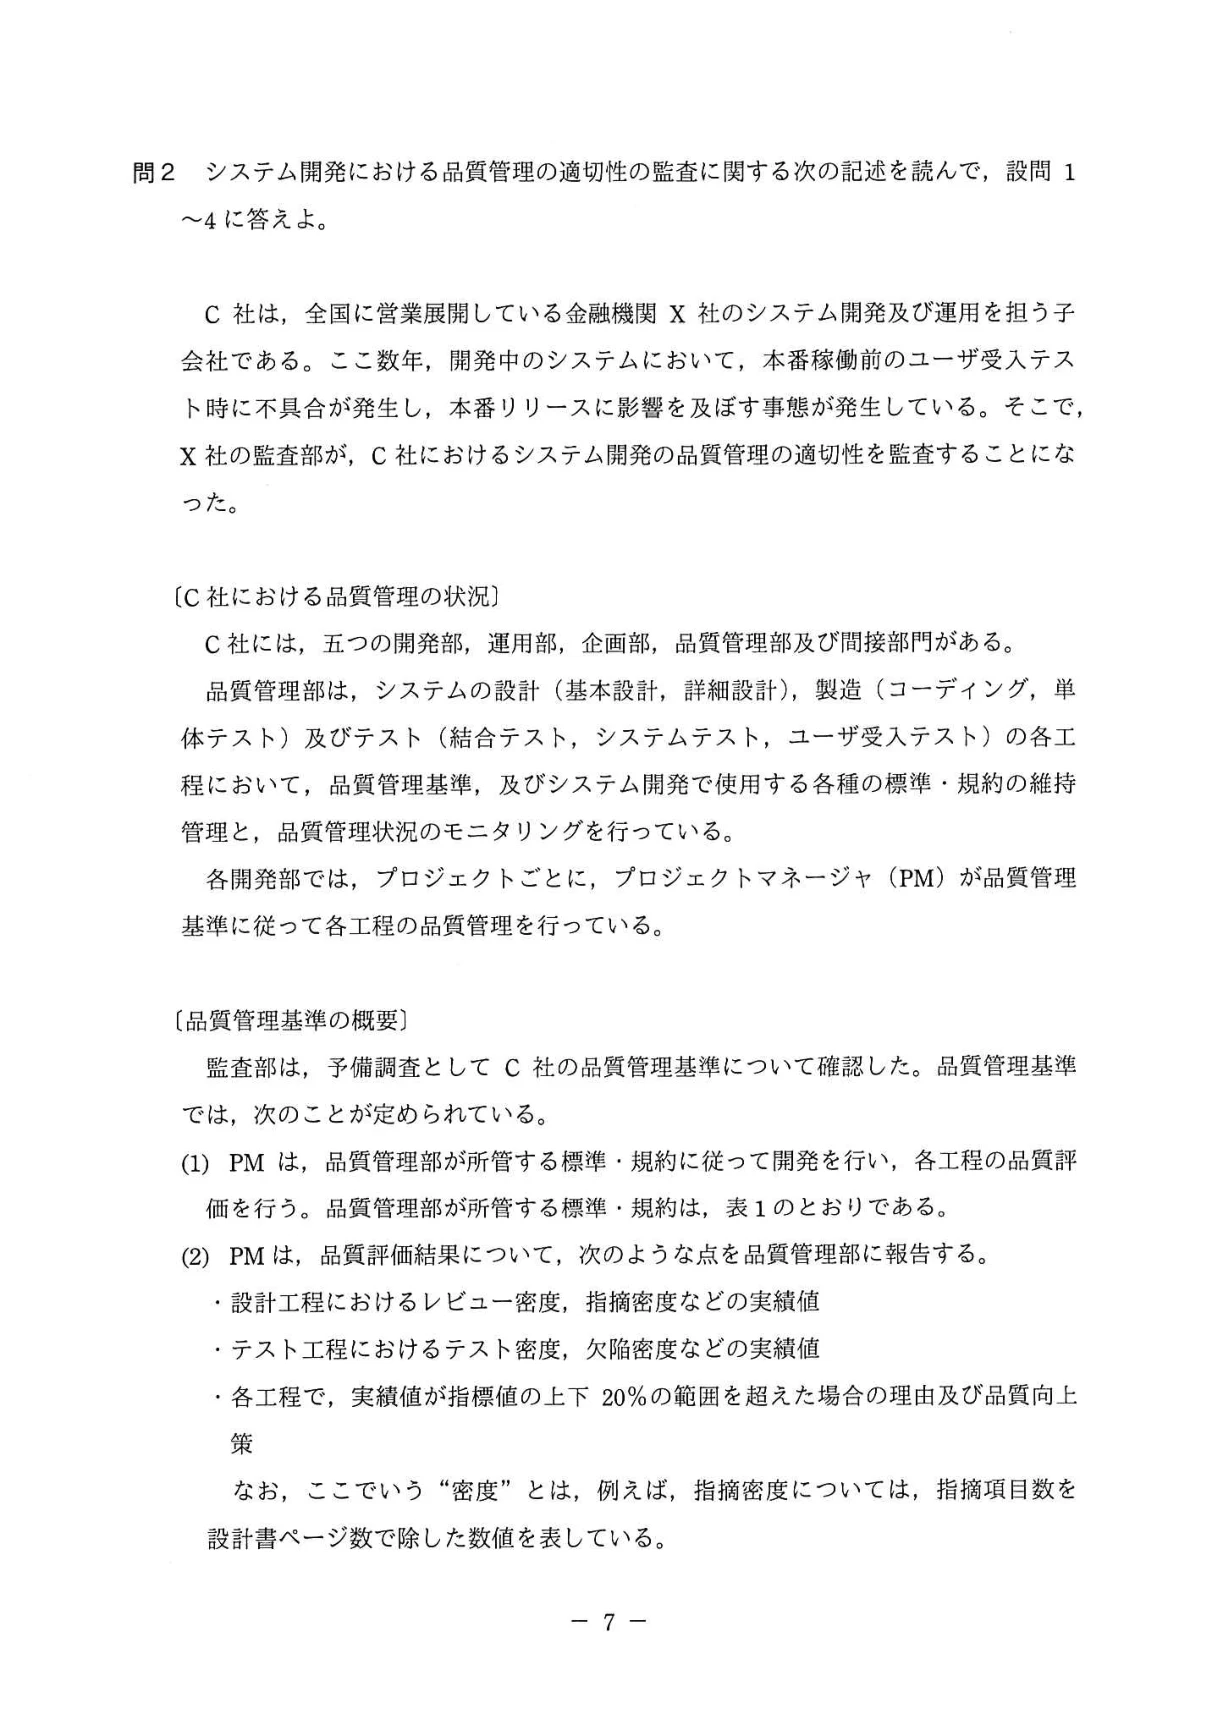 問2　システム開発における品質管理の適切性の監査に関する次の記述を読んで，設問 1
～4 に答えよ。
C 社は，全国に営業展開している金融機関 X 社のシステム開発及び運用を担う子
会社である。ここ数年，開発中のシステムにおいて，本番稼働前のユーザ受入テス
ト時に不具合が発生し，本番リリースに影響を及ぼす事態が発生している。そこで，
X 社の監査部が，C 社におけるシステム開発の品質管理の適切性を監査することにな
った。
〔C 社における品質管理の状況〕
C 社には，五つの開発部，運用部，企画部，品質管理部及び間接部門がある。
品質管理部は，システムの設計（基本設計，詳細設計），製造（コーディング，単
体テスト）及びテスト（結合テスト，システムテスト，ユーザ受入テスト）の各工
程において，品質管理基準，及びシステム開発で使用する各種の標準・規約の維持
管理と，品質管理状況のモニタリングを行っている。
各開発部では，プロジェクトごとに，プロジェクトマネージャ（PM）が品質管理
基準に従って各工程の品質管理を行っている。
〔品質管理基準の概要〕
監査部は，予備調査として C 社の品質管理基準について確認した。品質管理基準
では，次のことが定められている。
(1) PM は，品質管理部が所管する標準・規約に従って開発を行い，各工程の品質評
価を行う。品質管理部が所管する標準・規約は，表 1 のとおりである。
(2) PM は，品質評価結果について，次のような点を品質管理部に報告する。
・設計工程におけるレビュー密度，指摘密度などの実績値
・テスト工程におけるテスト密度，欠陥密度などの実績値
・各工程で，実績値が指標値の上下 20％の範囲を超えた場合の理由及び品質向上
策
なお，ここでいう“密度”とは，例えば，指摘密度については，指摘項目数を
設計書ページ数で除した数値を表している。
－ 7 －